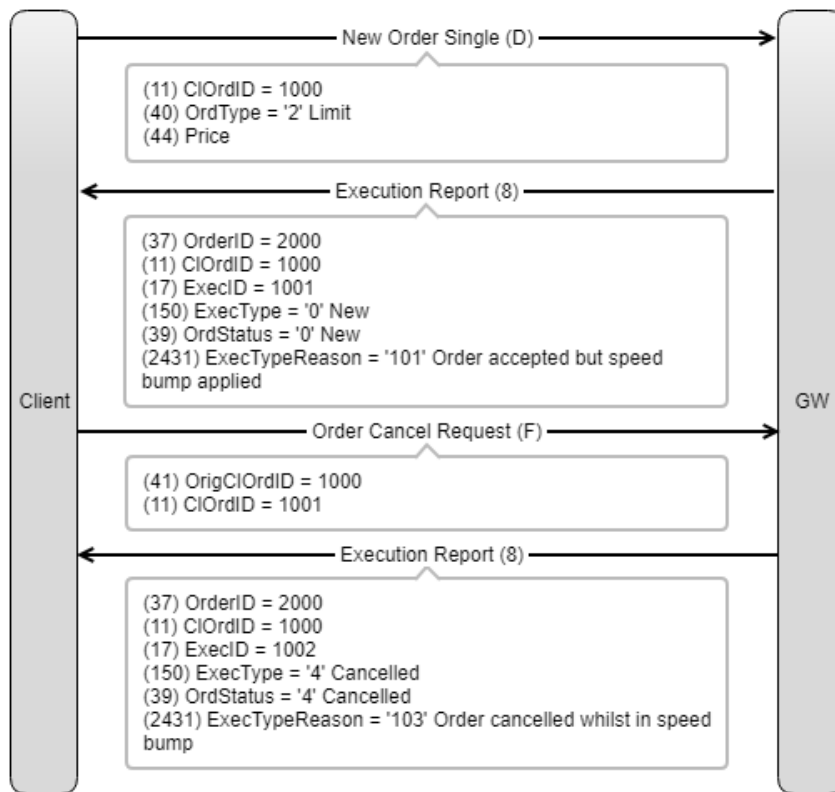 New Order Single (D)
(11) ClOrdID = 1000
(40) OrdType = '2' Limit
(44) Price
Execution Report (8)
(37) OrderID = 2000
(11) ClOrdID = 1000
(17) ExecID = 1001
(150) ExecType = '0' New
(39) OrdStatus = '0' New
(2431) ExecTypeReason = '101' Order accepted but speed
bump applied
Client
GW
Order Cancel Request (F)
(41) OrigClOrdID = 1000
(11) ClOrdID = 1001
Execution Report (8)
(37) OrderID = 2000
(11) ClOrdID = 1000
(17) ExecID = 1002
(150) ExecType = '4' Cancelled
(39) OrdStatus = '4' Cancelled
(2431) ExecTypeReason = '103' Order cancelled whilst in speed
bump